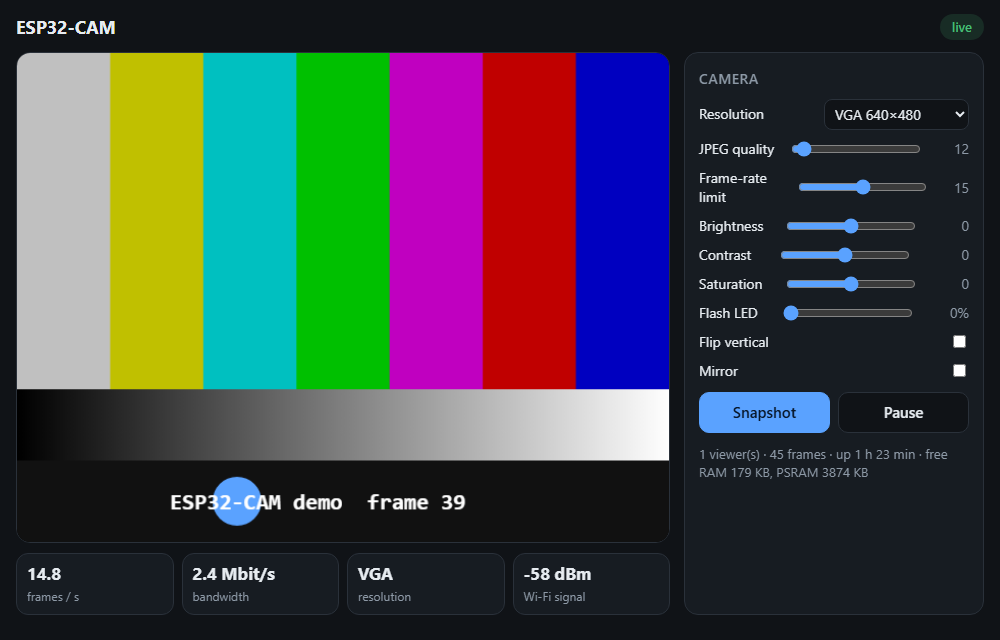 ESP32-CAM
live
ESP32-CAM demo  frame 39
14.8
frames / s
2.4 Mbit/s
bandwidth
VGA
resolution
-58 dBm
Wi-Fi signal
CAMERA
Resolution VGA 640×480
JPEG quality 12
Frame-rate
limit 15
Brightness 0
Contrast 0
Saturation 0
Flash LED 0%
Flip vertical
Mirror
Snapshot Pause
1 viewer(s) · 45 frames · up 1 h 23 min · free
RAM 179 KB, PSRAM 3874 KB